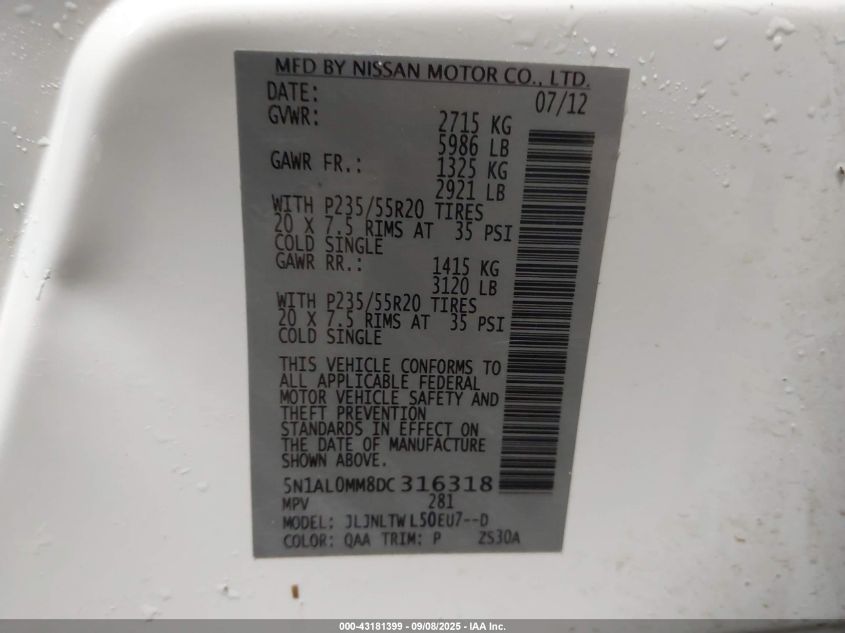 MFD BY NISSAN MOTOR CO., LTD.
DATE: 07/12
GVWR: 2715 KG
5986 LB
GAWR FR.: 1325 KG
2921 LB
WITH P235/55R20 TIRES
20 X 7.5 RIMS AT 35 PSI
COLD SINGLE
GAWR RR.: 1415 KG
3120 LB
WITH P235/55R20 TIRES
20 X 7.5 RIMS AT 35 PSI
COLD SINGLE
THIS VEHICLE CONFORMS TO
ALL APPLICABLE FEDERAL
MOTOR VEHICLE SAFETY AND
THEFT PREVENTION
STANDARDS IN EFFECT ON
THE DATE OF MANUFACTURE
SHOWN ABOVE.
5N1AL0MM8DC316318
MPV 281
MODEL: JLJNLTWL50EU7--D
COLOR: QAA TRIM: P ZS30A
000-43181399 - 09/08/2025 - IAA Inc.